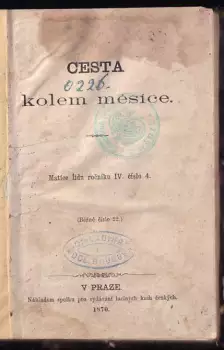 CESTA
0226.
kolem měsíce.
Matice lidu ročníku IV. číslo 4.
(Běžné číslo 22.)
V PRAZE
Nákladem spolku pro vydávání laciných knih českých.
1870.